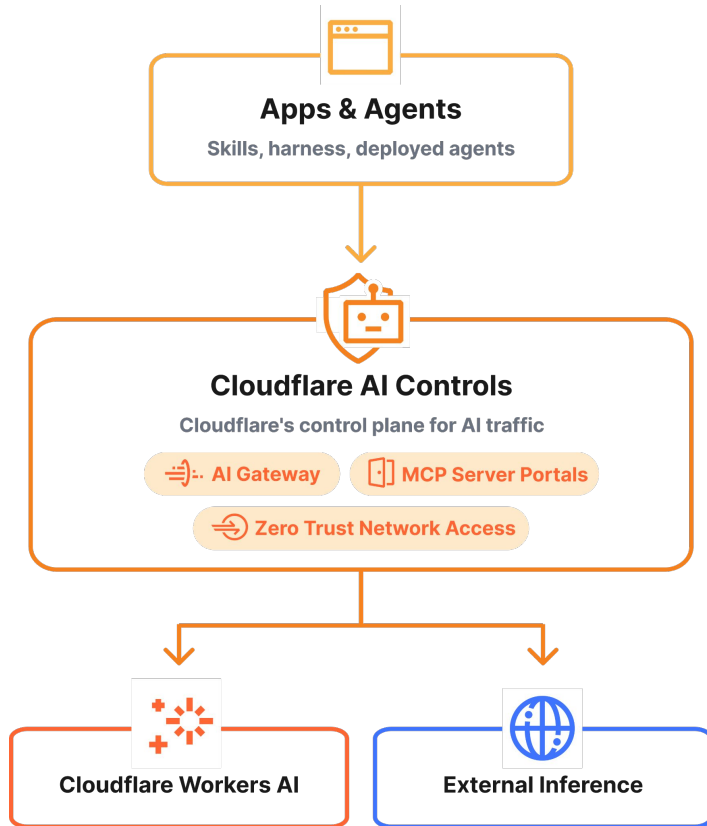 Apps & Agents
Skills, harness, deployed agents
Cloudflare AI Controls
Cloudflare's control plane for AI traffic
AI Gateway
MCP Server Portals
Zero Trust Network Access
Cloudflare Workers AI
External Inference